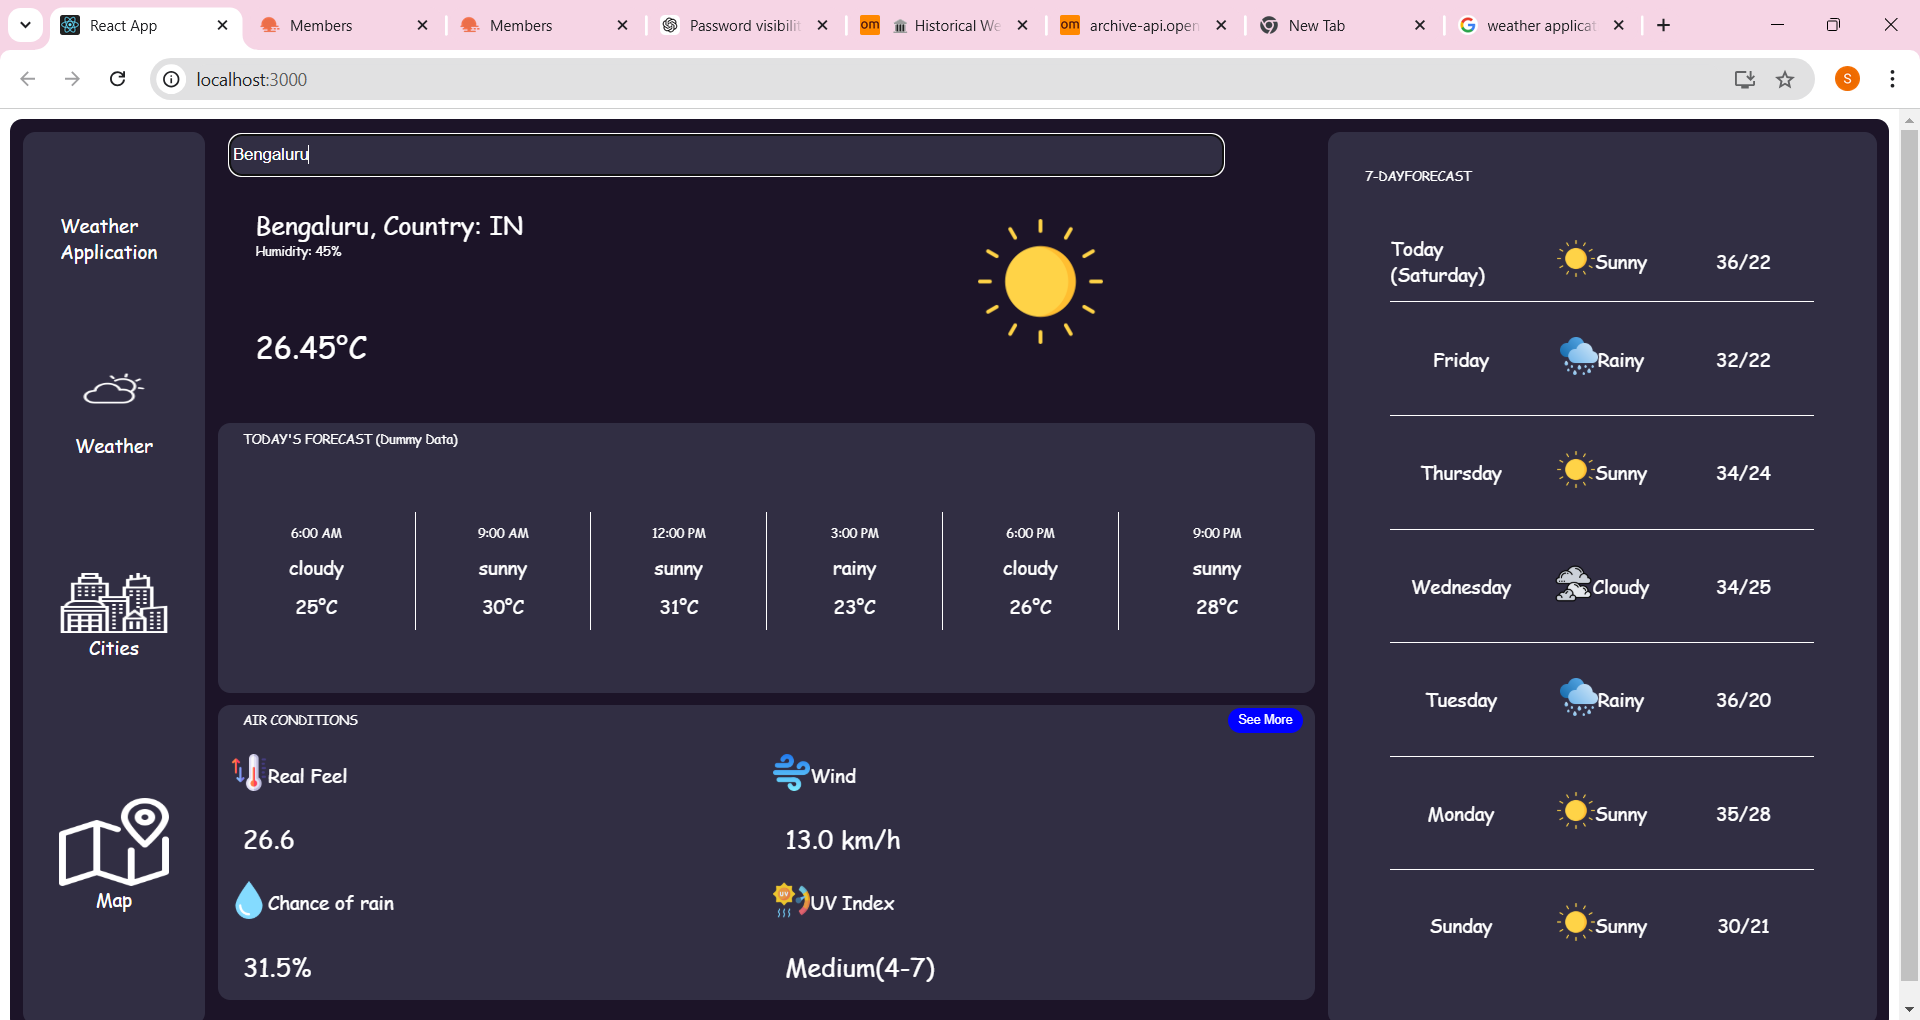 React App
Members
Members
Password visibilit
om
Historical We
om
archive-api.open
New Tab
weather applicat
localhost:3000
S
Weather
Application
Weather
Cities
Map
Bengaluru
Bengaluru, Country: IN
Humidity: 45%
26.45°C
TODAY'S FORECAST (Dummy Data)
6:00 AM
cloudy
25°C
9:00 AM
sunny
30°C
12:00 PM
sunny
31°C
3:00 PM
rainy
23°C
6:00 PM
cloudy
26°C
9:00 PM
sunny
28°C
AIR CONDITIONS
See More
Real Feel
26.6
Wind
13.0 km/h
Chance of rain
31.5%
UV
UV Index
Medium(4-7)
7-DAYFORECAST
Today
(Saturday)
Sunny
36/22
Friday
Rainy
32/22
Thursday
Sunny
34/24
Wednesday
Cloudy
34/25
Tuesday
Rainy
36/20
Monday
Sunny
35/28
Sunday
Sunny
30/21